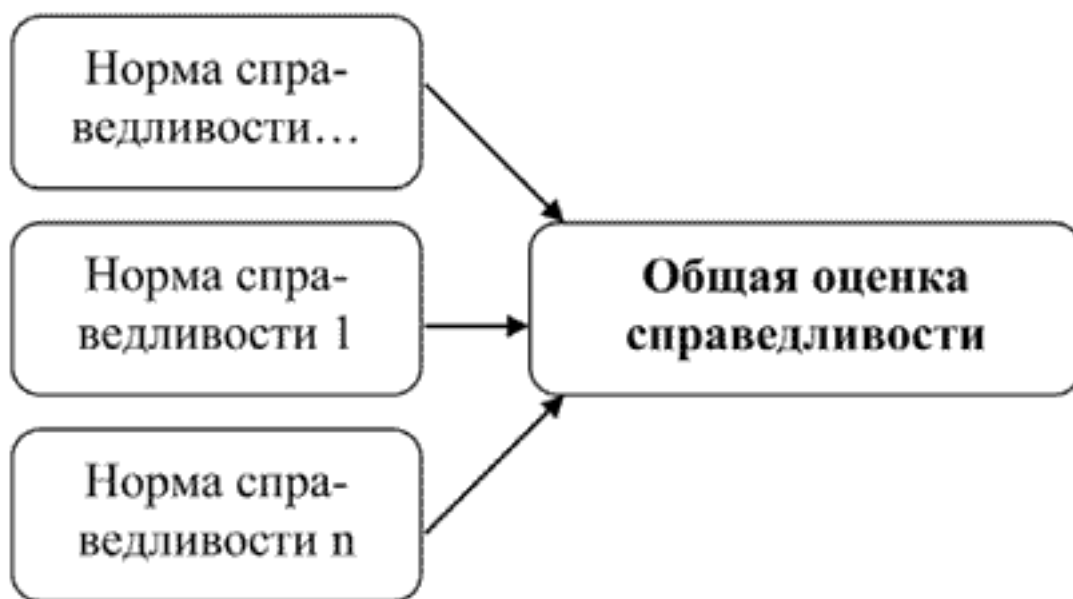 Норма спра-
ведливости…
Норма спра-
ведливости 1
Норма спра-
ведливости n
Общая оценка
справедливости